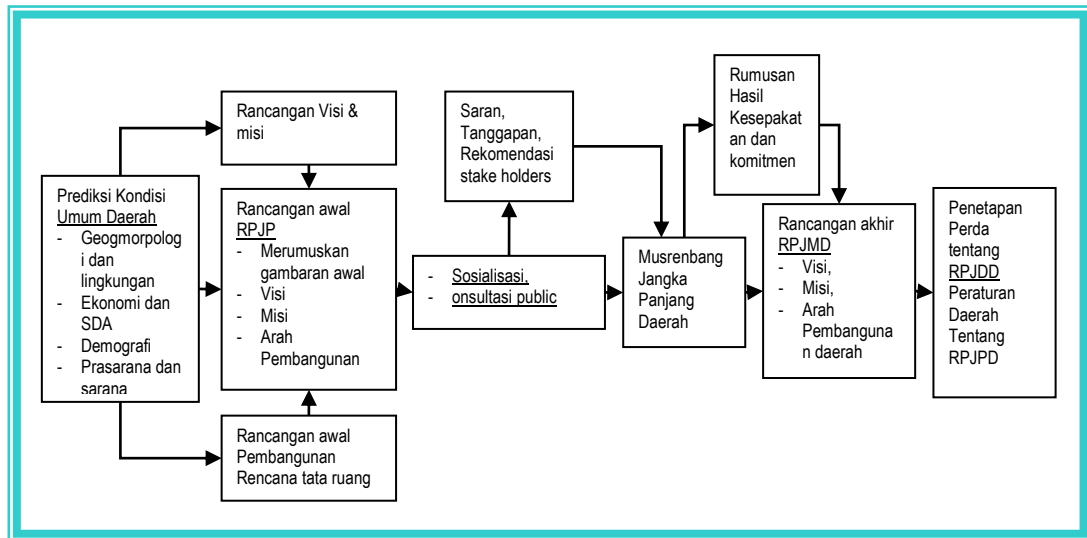 Prediksi Kondisi
Umum Daerah
- Geogmorpolog
i dan
lingkungan
- Ekonomi dan
SDA
- Demografi
- Prasarana dan
sarana
Rancangan Visi &
misi
Rancangan awal
RPJP
- Merumuskan
gambaran awal
- Visi
- Misi
- Arah
Pembangunan
Rancangan awal
Pembangunan
Rencana tata ruang
- Sosialisasi,
- onsultasi public
Saran,
Tanggapan,
Rekomendasi
stake holders
Musrenbang
Jangka
Panjang
Daerah
Rumusan
Hasil
Kesepakat
an dan
komitmen
Rancangan akhir
RPJMD
- Visi,
- Misi,
- Arah
Pembanguna
n daerah
Penetapan
Perda
tentang
RPJDD
Peraturan
Daerah
Tentang
RPJPD